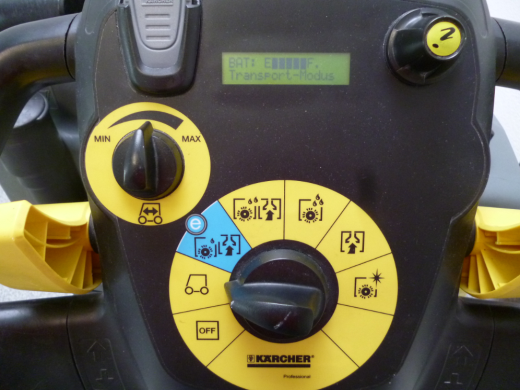 BAT: E F.
Transport-Modus
i
MIN
MAX
e
OFF
KÄRCHER
Professional